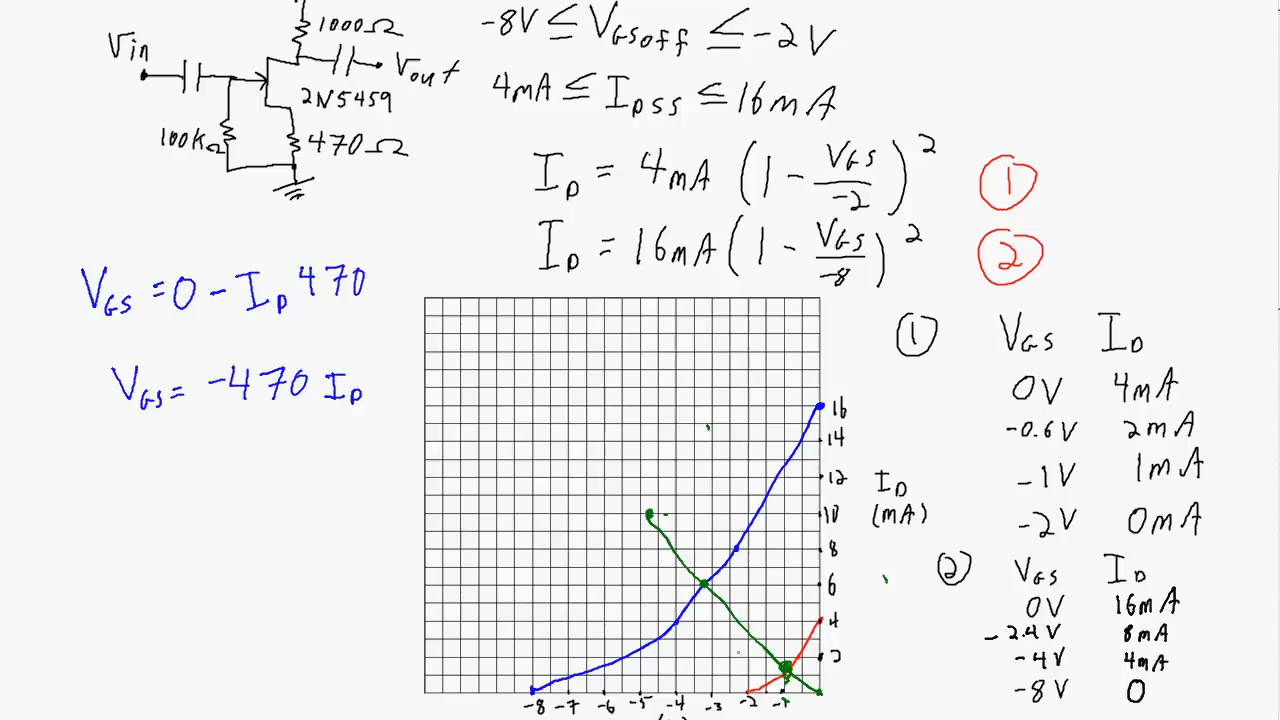 1000Ω
Vin
Vout
2N5459
100KΩ
470Ω
-8V ≤ VGSoff ≤ -2V
4mA ≤ IDSS ≤ 16mA
ID = 4mA (1 - VGS/-2)² ①
ID = 16mA (1 - VGS/-8)² ②
VGS = 0 - ID 470
VGS = -470 ID
16
14
12
10
8
6
4
2
ID
(mA)
-8 -7 -6 -5 -4 -3 -2 -1
① VGS ID
0V 4mA
-0.6V 2mA
-1V 1mA
-2V 0mA
② VGS ID
0V 16mA
-2.4V 8mA
-4V 4mA
-8V 0